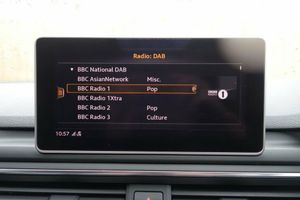 Radio: DAB
BBC National DAB
BBC AsianNetwork Misc.
BBC Radio 1 Pop
BBC Radio 1Xtra
BBC Radio 2 Pop
BBC Radio 3 Culture
10:57